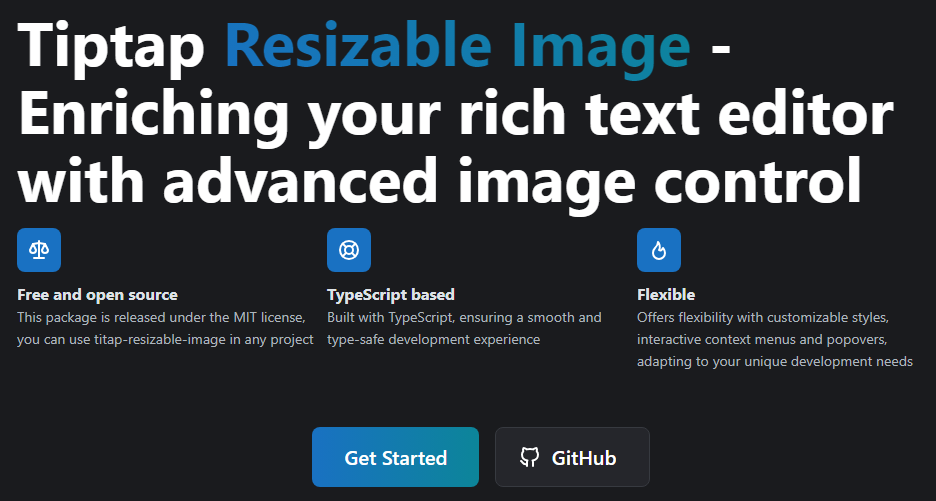 Tiptap Resizable Image -
Enriching your rich text editor
with advanced image control
Free and open source
This package is released under the MIT license,
you can use titap-resizable-image in any project
TypeScript based
Built with TypeScript, ensuring a smooth and
type-safe development experience
Flexible
Offers flexibility with customizable styles,
interactive context menus and popovers,
adapting to your unique development needs
Get Started
GitHub